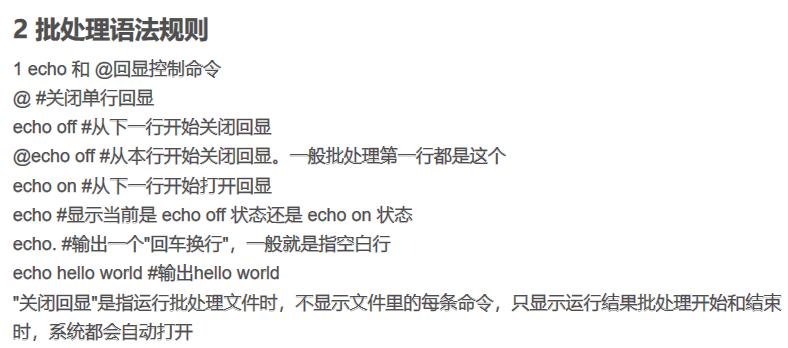 2 批处理语法规则
1 echo 和 @回显控制命令
@ #关闭单行回显
echo off #从下一行开始关闭回显
@echo off #从本行开始关闭回显。一般批处理第一行都是这个
echo on #从下一行开始打开回显
echo #显示当前是 echo off 状态还是 echo on 状态
echo. #输出一个"回车换行"，一般就是指空白行
echo hello world #输出hello world
"关闭回显"是指运行批处理文件时，不显示文件里的每条命令，只显示运行结果批处理开始和结束
时，系统都会自动打开